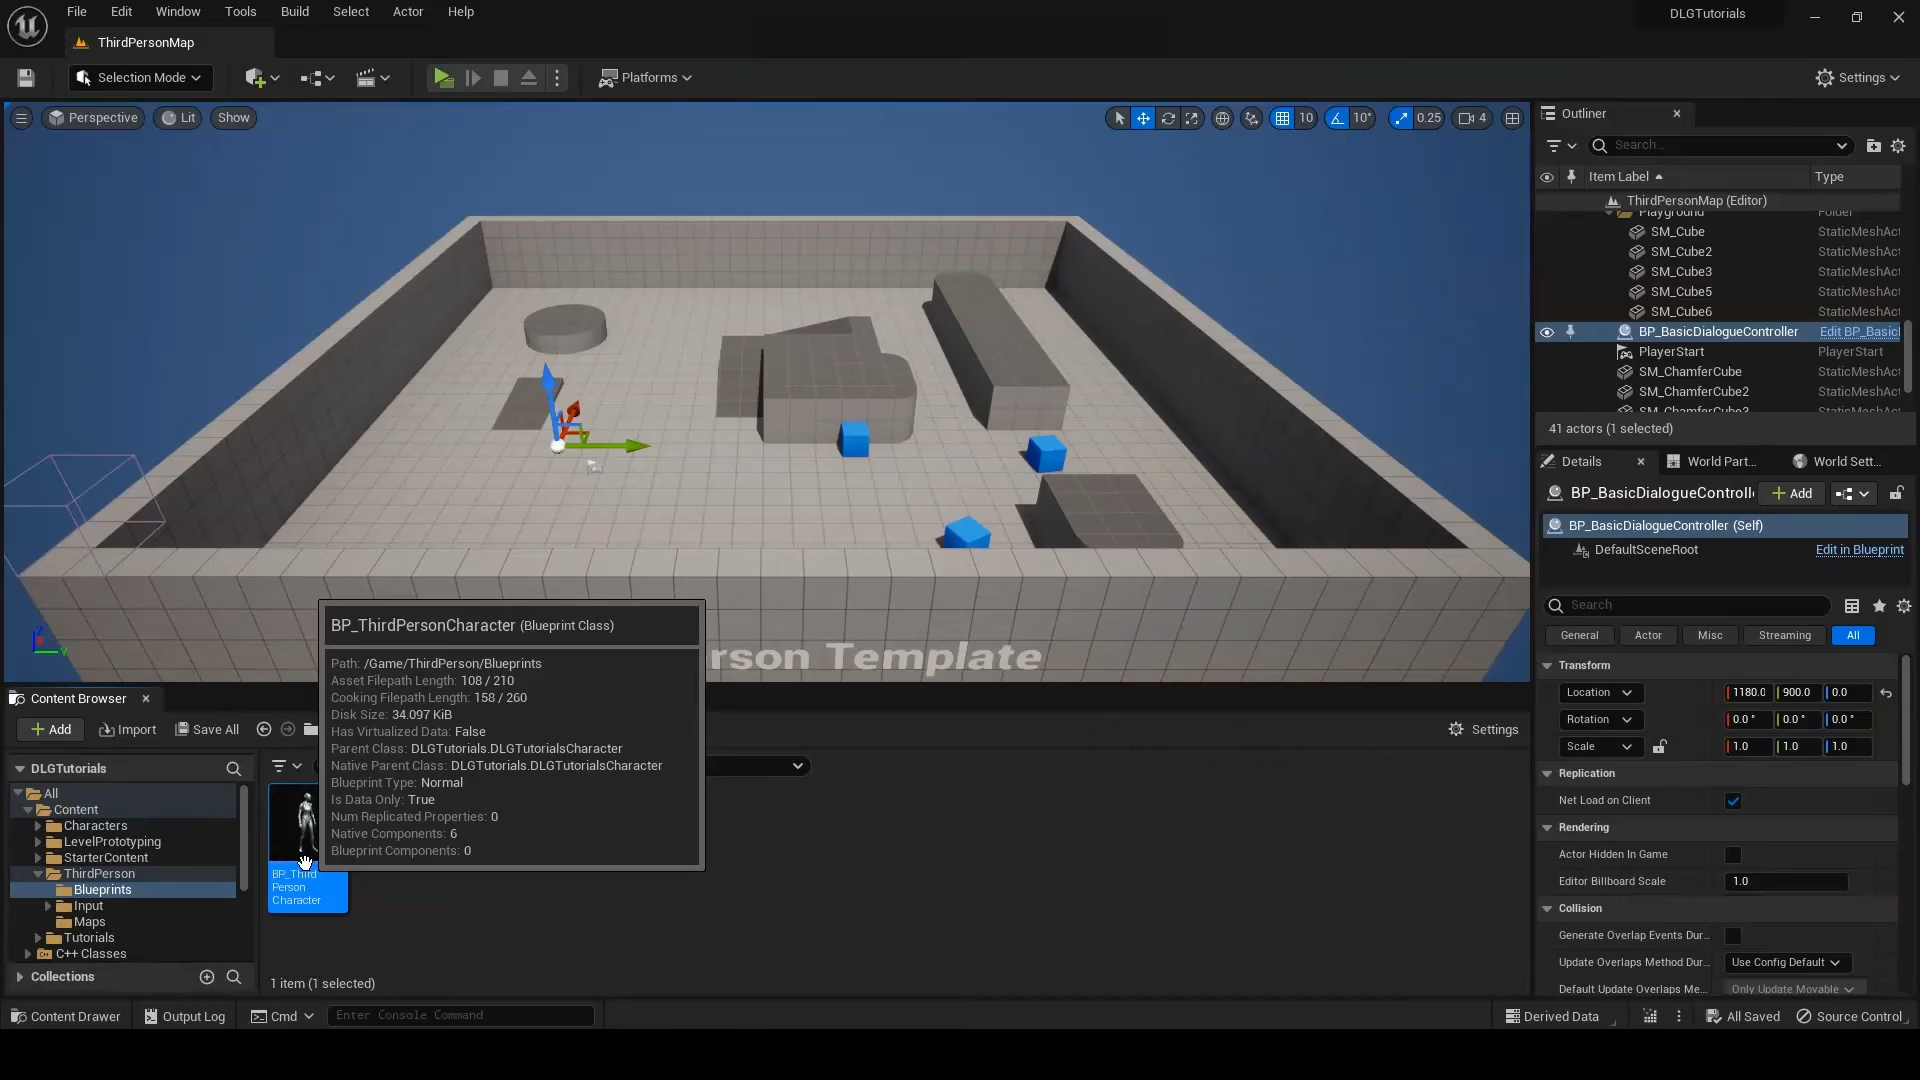 File Edit Window Tools Build Select Actor Help
DLGTutorials
ThirdPersonMap
Selection Mode
Platforms
Settings
Perspective
Lit
Show
10
10°
0.25
4
Outliner
Search...
Item Label
Type
ThirdPersonMap (Editor)
Playground
Folder
SM_Cube
StaticMeshAct
SM_Cube2
StaticMeshAct
SM_Cube3
StaticMeshAct
SM_Cube5
StaticMeshAct
SM_Cube6
StaticMeshAct
BP_BasicDialogueController
Edit BP_Basicl
PlayerStart
PlayerStart
SM_ChamferCube
StaticMeshAct
SM_ChamferCube2
StaticMeshAct
SM_ChamferCube3
41 actors (1 selected)
Details
World Part...
World Sett...
BP_BasicDialogueControll
Add
BP_BasicDialogueController (Self)
DefaultSceneRoot
Edit in Blueprint
Search
General
Actor
Misc
Streaming
All
Transform
Location
1180.0
900.0
0.0
Rotation
0.0 °
0.0 °
0.0 °
Scale
1.0
1.0
1.0
Replication
Net Load on Client
Rendering
Actor Hidden In Game
Editor Billboard Scale
1.0
Collision
Generate Overlap Events Dur...
Update Overlaps Method Dur...
Use Config Default
Default Update Overlaps Me...
Only Update Movable
rson Template
BP_ThirdPersonCharacter (Blueprint Class)
Path: /Game/ThirdPerson/Blueprints
Asset Filepath Length: 108 / 210
Cooking Filepath Length: 158 / 260
Disk Size: 34.097 KiB
Has Virtualized Data: False
Parent Class: DLGTutorials.DLGTutorialsCharacter
Native Parent Class: DLGTutorials.DLGTutorialsCharacter
Blueprint Type: Normal
Is Data Only: True
Num Replicated Properties: 0
Native Components: 6
Blueprint Components: 0
Content Browser
Add
Import
Save All
Settings
DLGTutorials
All
Content
Characters
LevelPrototyping
StarterContent
ThirdPerson
Blueprints
Input
Maps
Tutorials
C++ Classes
Collections
BP_Third
Person
Character
1 item (1 selected)
Content Drawer
Output Log
Cmd
Enter Console Command
Derived Data
All Saved
Source Control